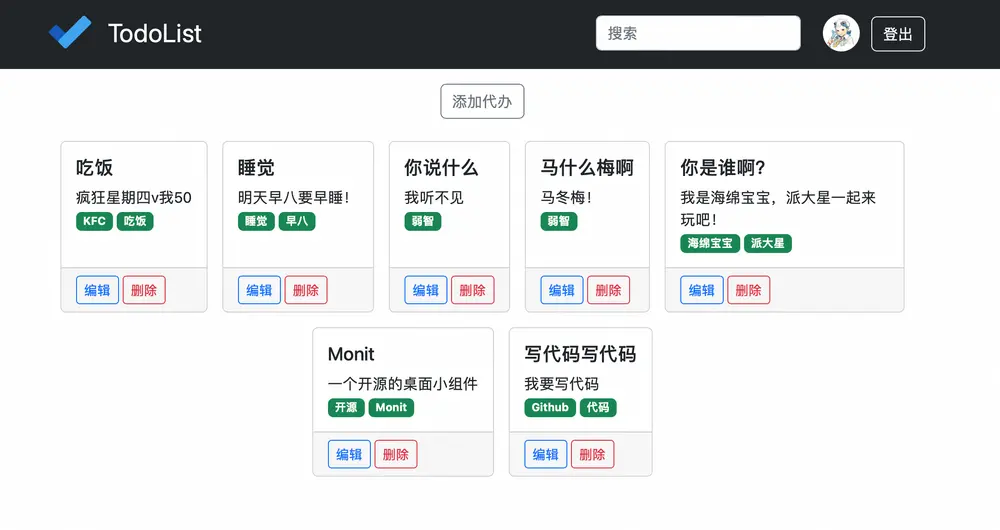 TodoList
搜索
登出
添加代办
吃饭
疯狂星期四v我50
KFC 吃饭
编辑 删除
睡觉
明天早八要早睡!
睡觉 早八
编辑 删除
你说什么
我听不见
弱智
编辑 删除
马什么梅啊
马冬梅!
弱智
编辑 删除
你是谁啊?
我是海绵宝宝,派大星一起来
玩吧!
海绵宝宝 派大星
编辑 删除
Monit
一个开源的桌面小组件
开源 Monit
编辑 删除
写代码写代码
我要写代码
Github 代码
编辑 删除